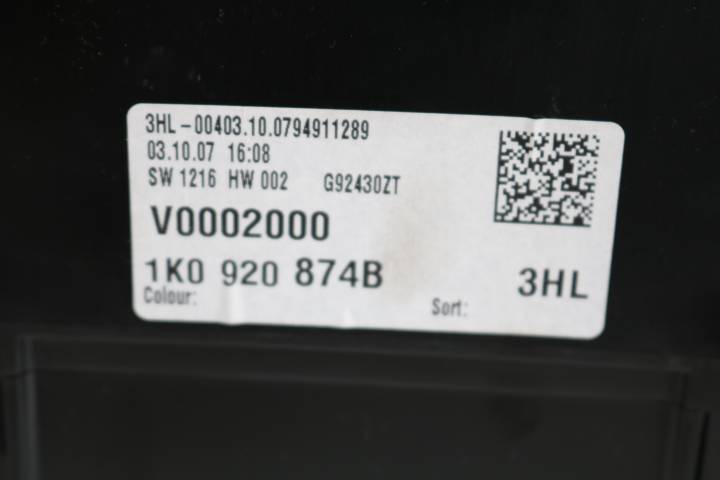 3HL-00403.10.0794911289
03.10.07 16:08
SW 1216 HW 002 G92430ZT
V0002000
1K0 920 874B 3HL
Colour: Sort: